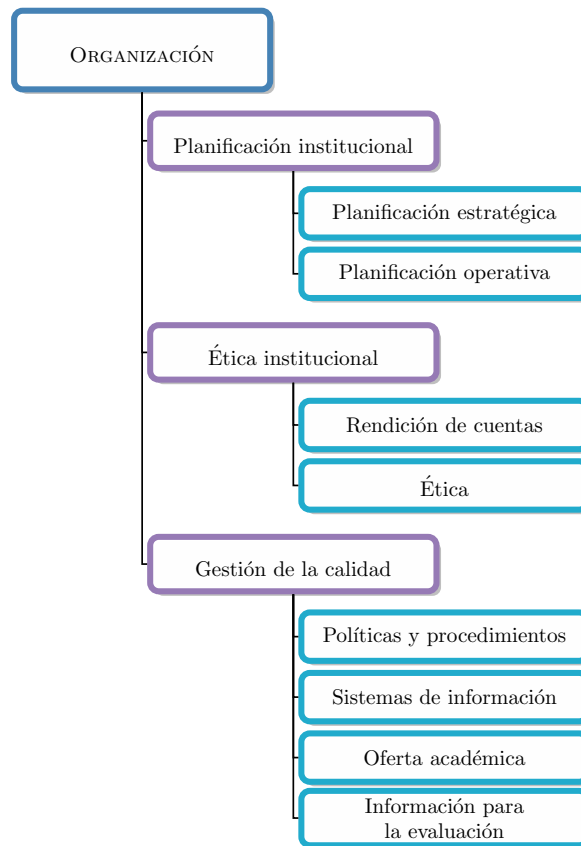 ORGANIZACIÓN
Planificación institucional
Planificación estratégica
Planificación operativa
Ética institucional
Rendición de cuentas
Ética
Gestión de la calidad
Políticas y procedimientos
Sistemas de información
Oferta académica
Información para
la evaluación